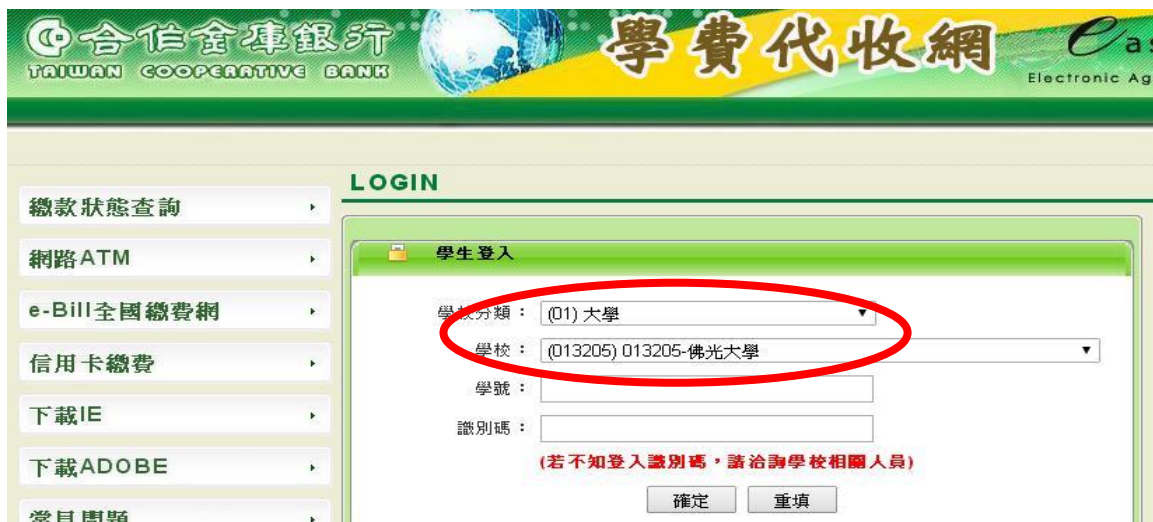 合作金庫銀行
TAIWAN COOPERATIVE BANK
學費代收網
eas
Electronic Ag
LOGIN
繳款狀態查詢
網路ATM
e-Bill全國繳費網
信用卡繳費
下載IE
下載ADOBE
常見問題
學生登入
學校分類：
(01) 大學
學校：
(013205) 013205-佛光大學
學號：
識別碼：
(若不知登入識別碼，請洽詢學校相關人員)
確定 重填